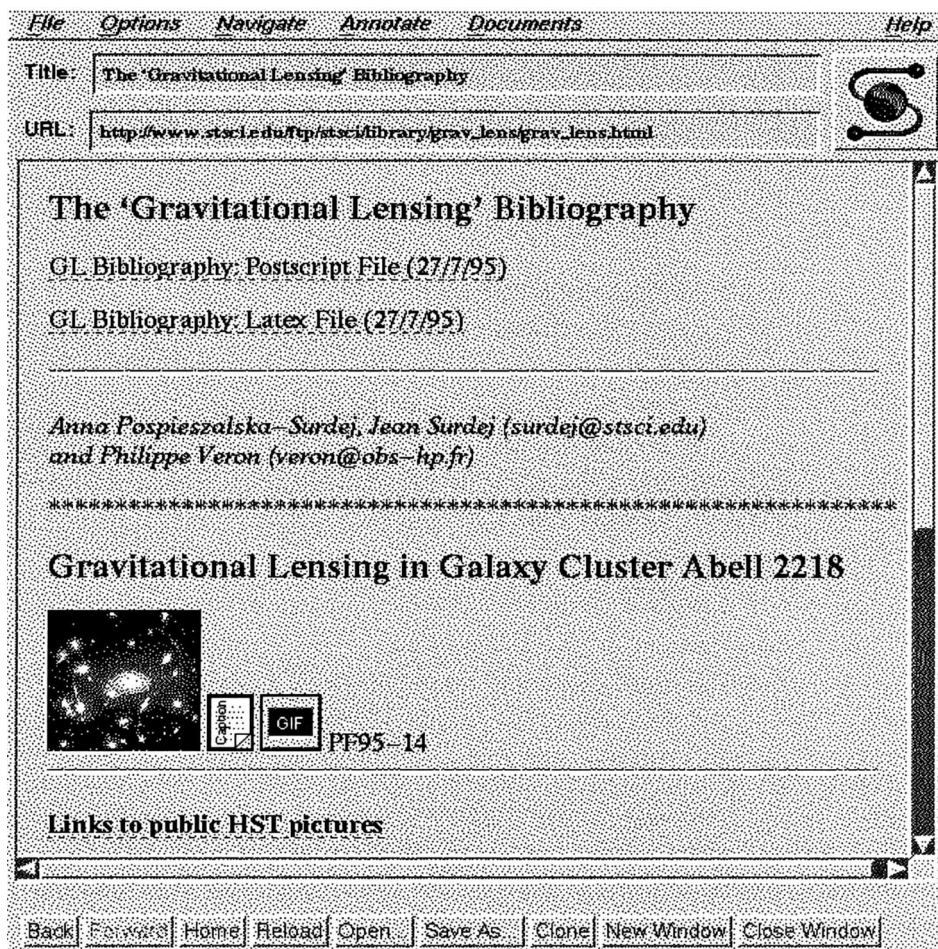 File Options Navigate Annotate Documents Help
Title: The 'Gravitational Lensing' Bibliography
URL: http://www.stsci.edu/ftp/stsci/library/grav_lens/grav_lens.html
The ‘Gravitational Lensing’ Bibliography
GL Bibliography: Postscript File (27/7/95)
GL Bibliography: Latex File (27/7/95)
Anna Pospieszalska-Surdej, Jean Surdej (surdej@stsci.edu)
and Philippe Veron (veron@obs-hp.fr)
****************************************************************
Gravitational Lensing in Galaxy Cluster Abell 2218
Caption GIF PF95-14
Links to public HST pictures
Back Forward Home Reload Open... Save As... Clone New Window Close Window